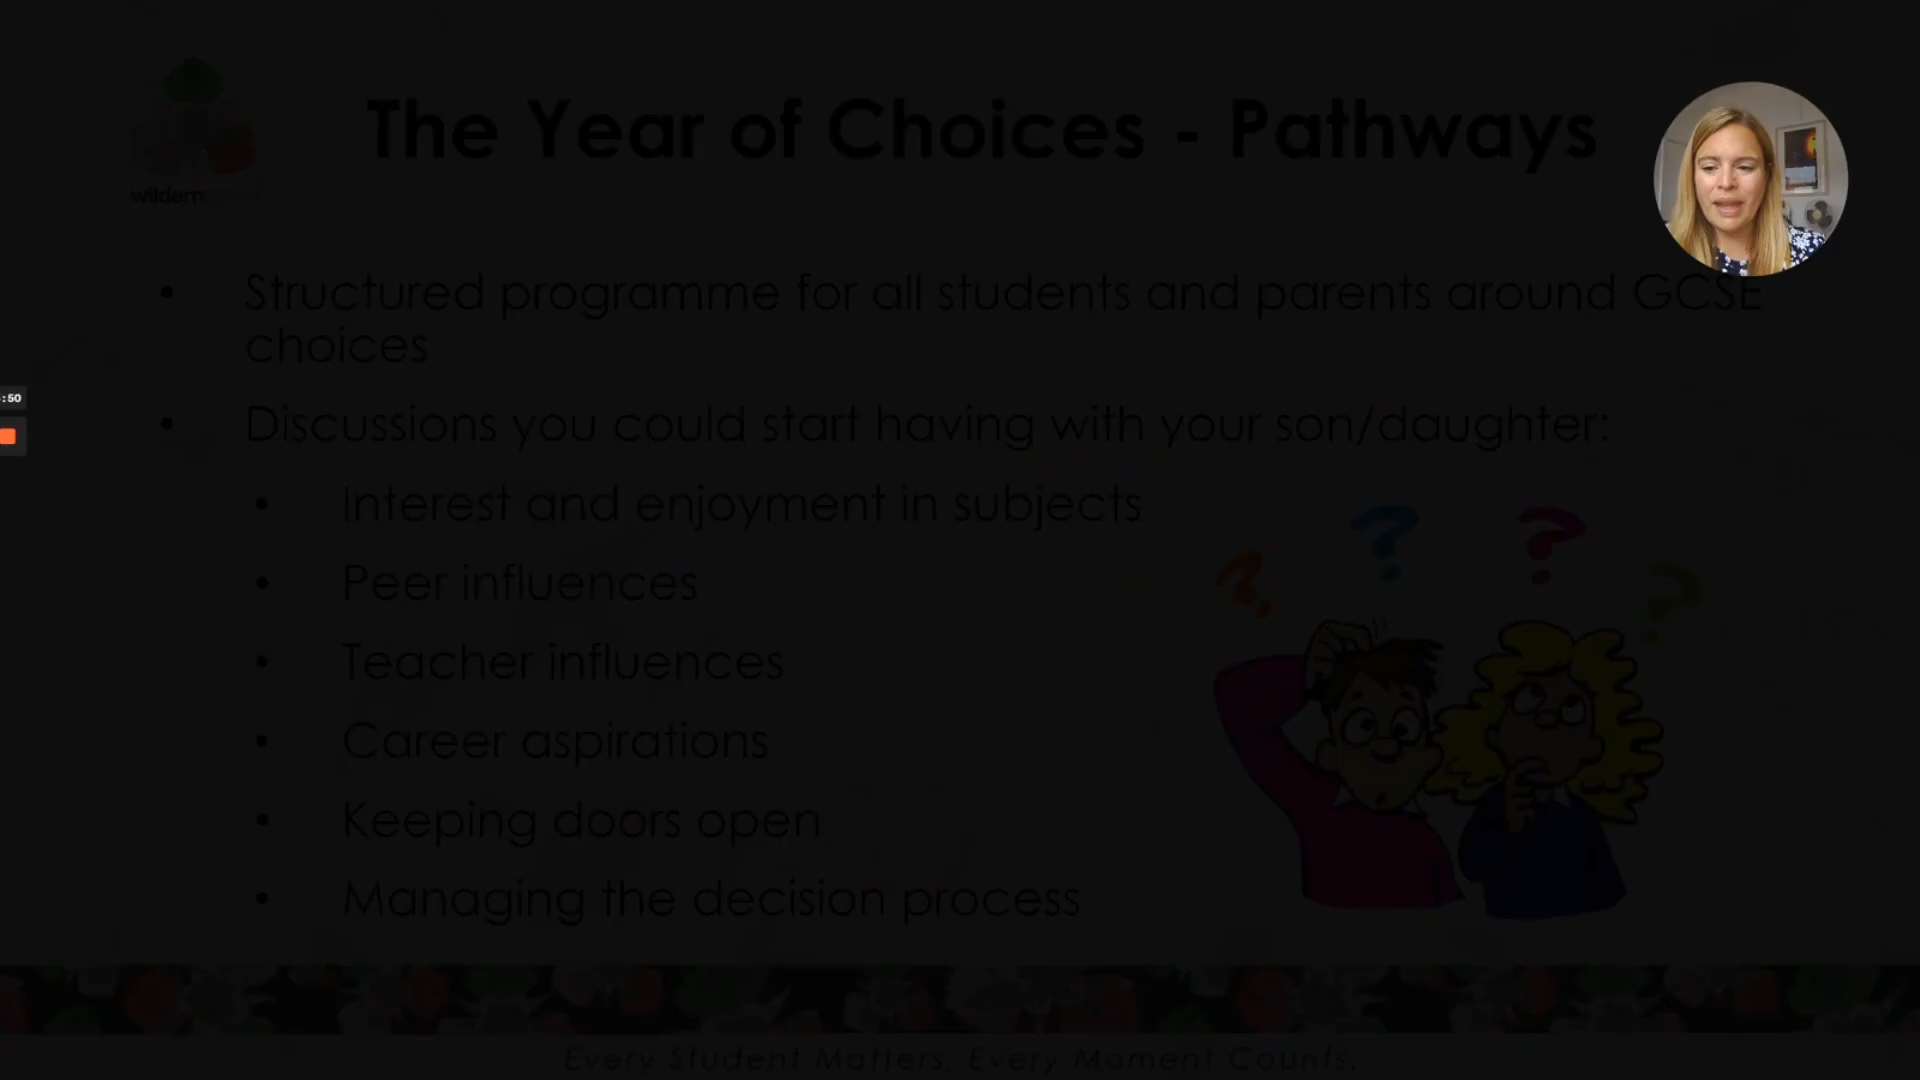 The Year of Choices - Pathways
wildern
• Structured programme for all students and parents around GCSE
choices
:50
• Discussions you could start having with your son/daughter:
• Interest and enjoyment in subjects
• Peer influences
• Teacher influences
• Career aspirations
• Keeping doors open
• Managing the decision process
? ? ? ?
Every Student Matters, Every Moment Counts.